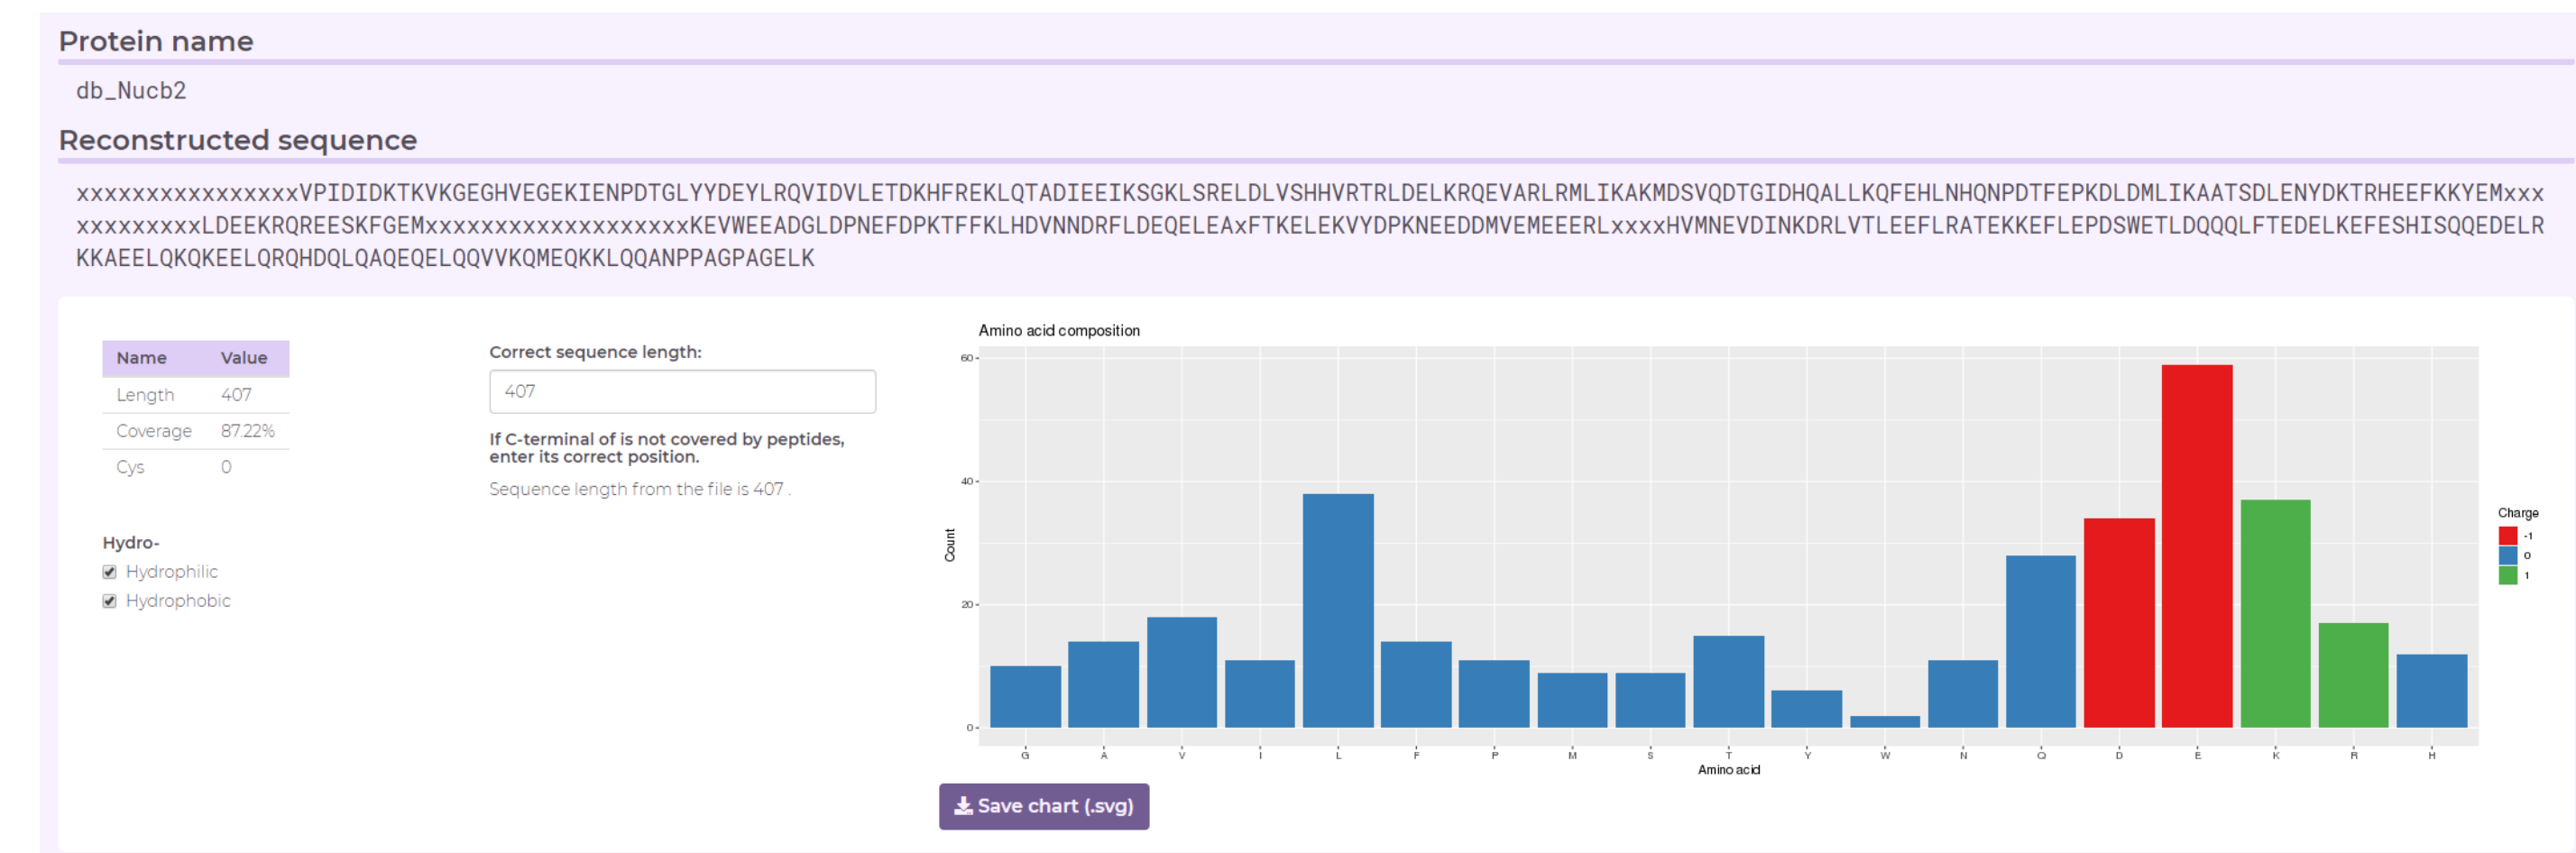 Protein name
db_Nucb2
Reconstructed sequence
xxxxxxxxxxxxxxxxVPIDIDKTKVKGEGHVEGEKIENPDTGLYYDEYLRQVIDVLETDKHFREKLQTADIEEIKSGKLSRELDLVSHHVRTRLDELKRQEVARLRMLIKAKMDSVQDTGIDHQALLKQFEHLNHQNPDTFEPKDLDMLIKAATSDLENYDKTRHEEFKKYEMxxx
xxxxxxxxxLDEEKRQREESKFGEMxxxxxxxxxxxxxxxxxxxKEVWEEADGLDPNEFDPKTFFKLHDVNNDRFLDEQELEAxFTKELEKVYDPKNEEDDMVEMEEERLxxxxHVMNEVDINKDRLVTLEEFLRATEKKEFLEPDSWETLDQQQLFTEDELKEFESHISQQEDELR
KKAEELQKQKEELQRQHDQLQAQEQELQQVVKQMEQKKLQQANPPAGPAGELK
Name Value
Length 407
Coverage 87.22%
Cys 0
Hydro-
Hydrophilic
Hydrophobic
Correct sequence length:
407
If C-terminal of is not covered by peptides,
enter its correct position.
Sequence length from the file is 407 .
Amino acid composition
60
40
20
0
Count
G A V I L F P M S T Y W N Q D E K R H
Amino acid
Charge
-1
0
1
Save chart (.svg)